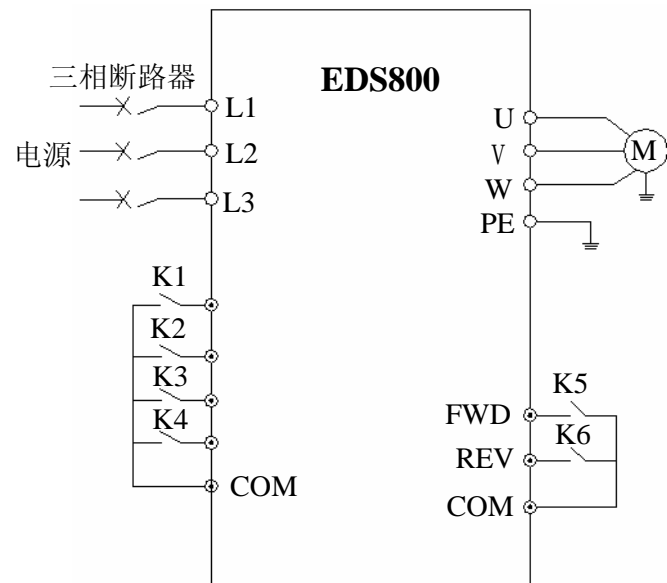 三相断路器
EDS800
L1
电源
L2
L3
U
V
W
PE
M
K1
K2
K3
K4
COM
K5
FWD
K6
REV
COM